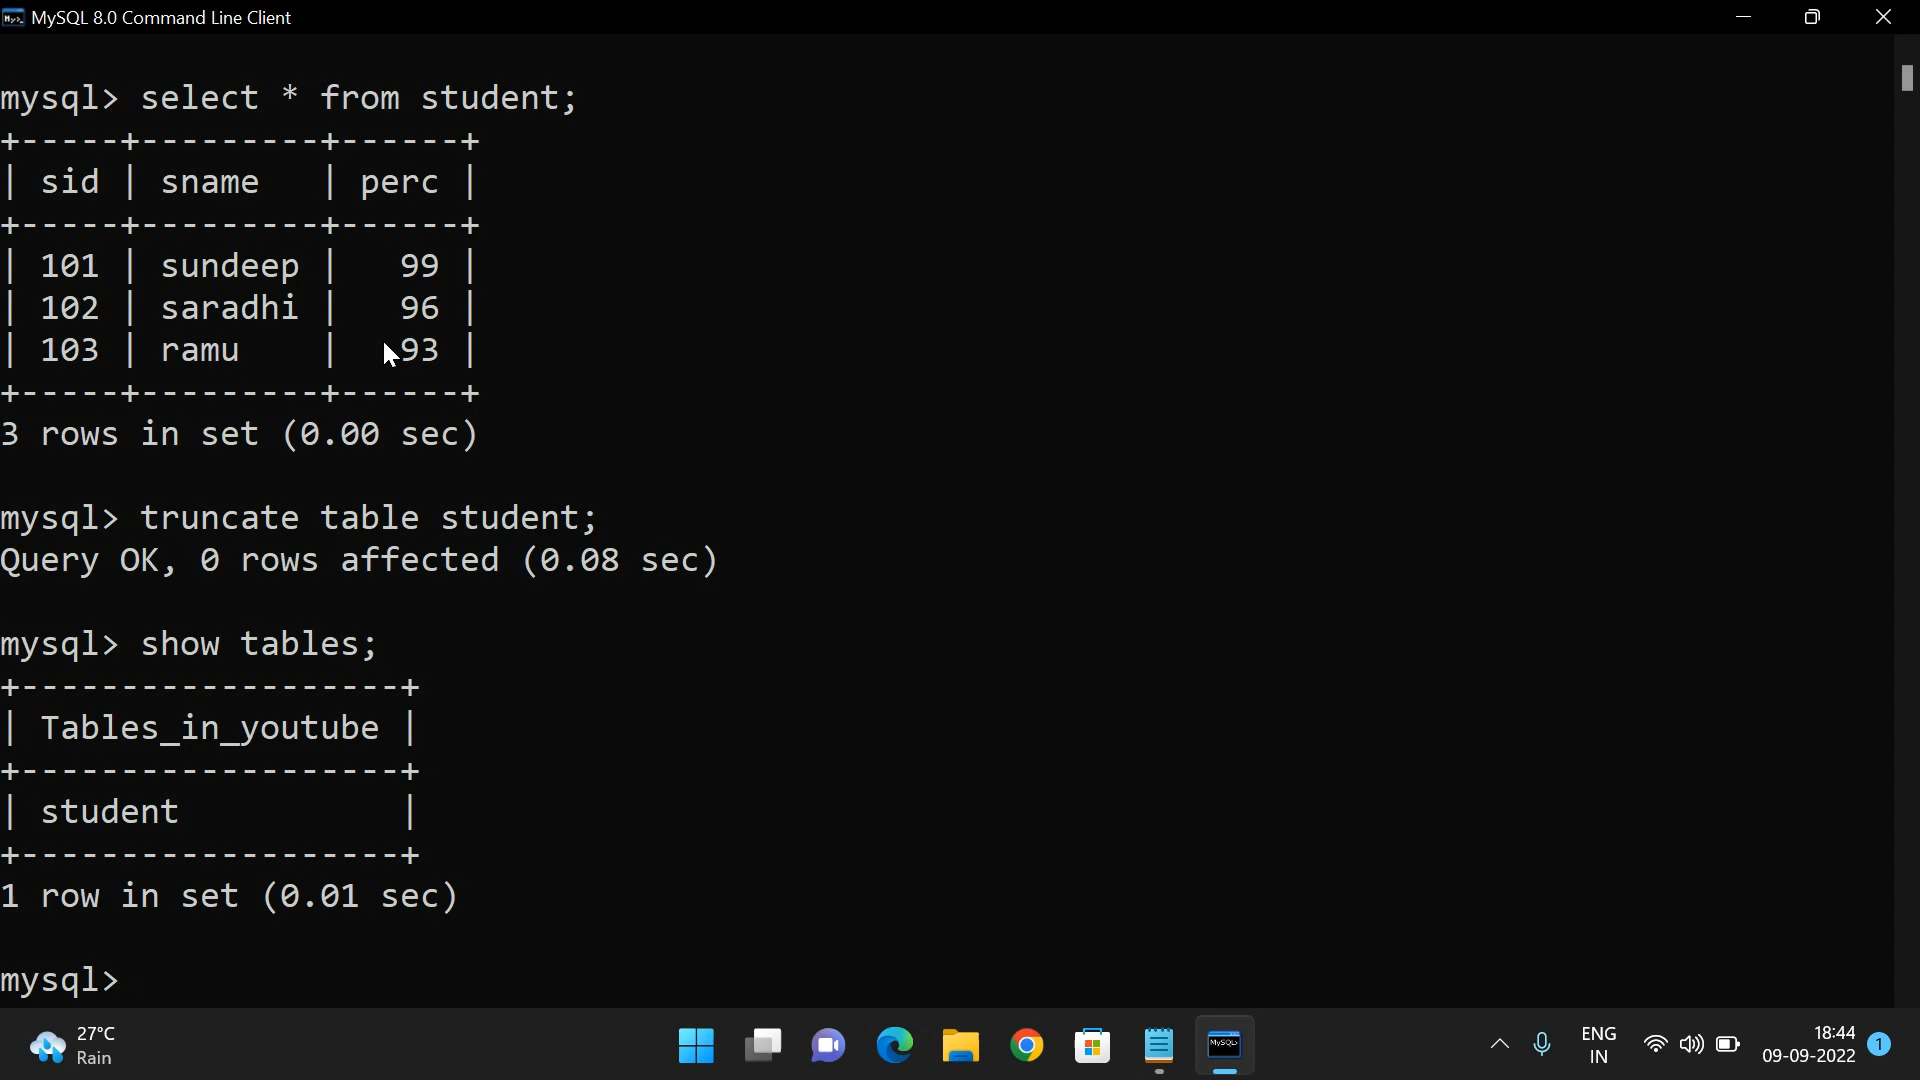 MySQL 8.0 Command Line Client
mysql> select * from student;
+-----+---------+------+
| sid | sname   | perc |
+-----+---------+------+
| 101 | sundeep |   99 |
| 102 | saradhi |   96 |
| 103 | ramu    |   93 |
+-----+---------+------+
3 rows in set (0.00 sec)
mysql> truncate table student;
Query OK, 0 rows affected (0.08 sec)
mysql> show tables;
+-------------------+
| Tables_in_youtube |
+-------------------+
| student           |
+-------------------+
1 row in set (0.01 sec)
mysql>
27°C
Rain
MySQL>
ENG
IN
18:44
09-09-2022
1